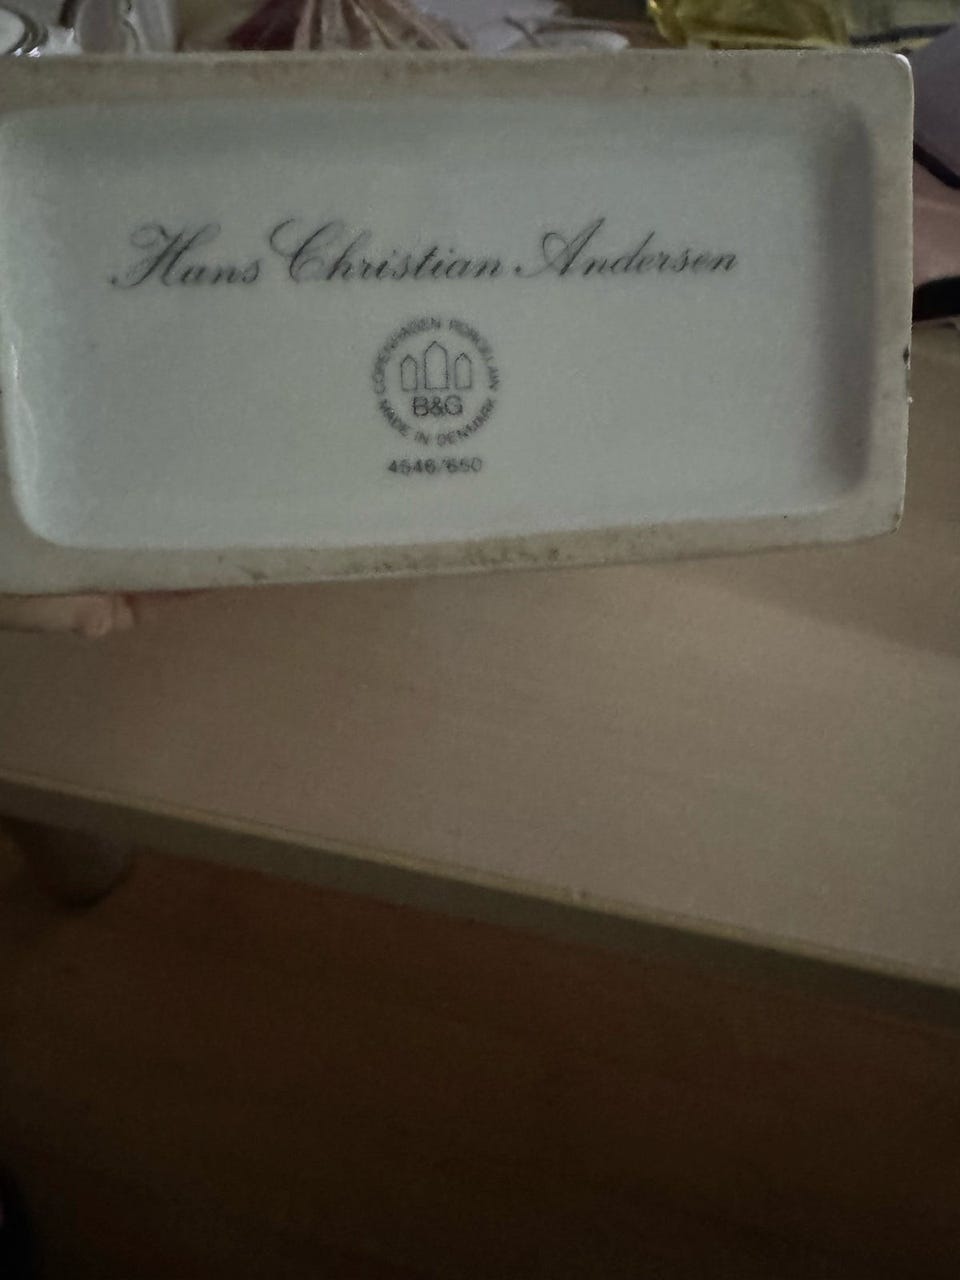 Hans Christian Andersen
COPENHAGEN PORCELAIN
B&G
MADE IN DENMARK
4546/650